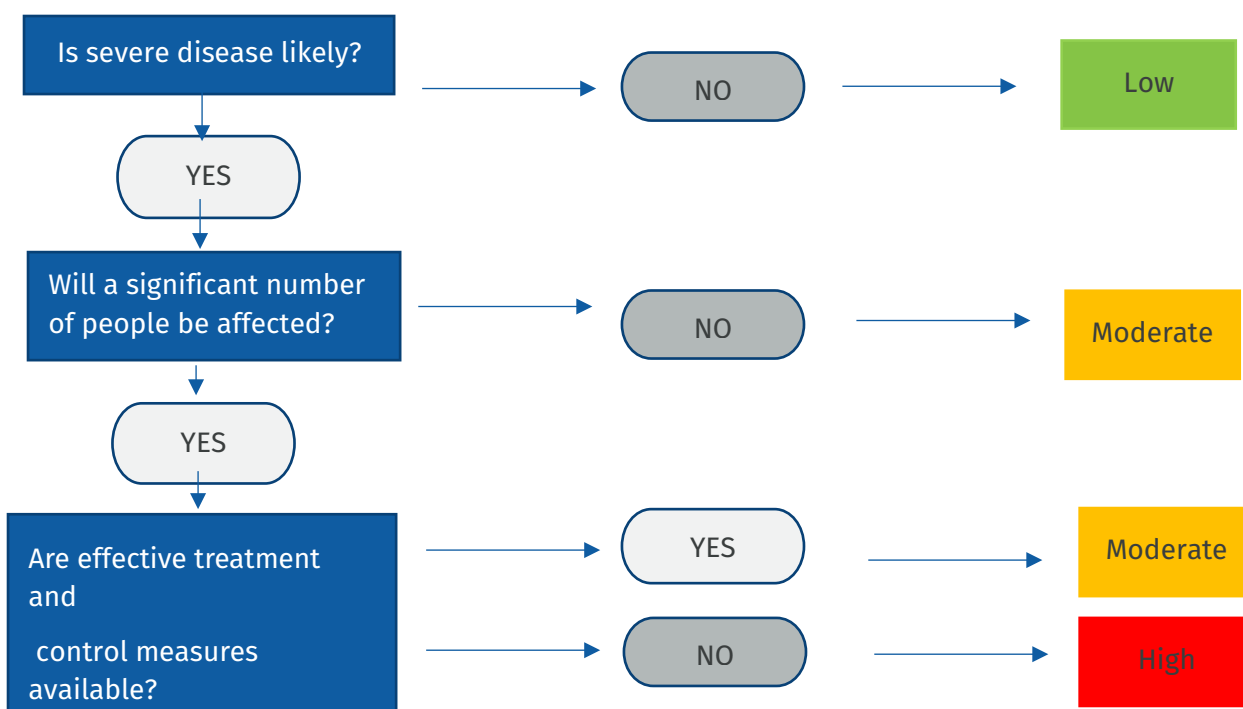 Is severe disease likely?
NO
Low
YES
Will a significant number
of people be affected?
NO
Moderate
YES
Are effective treatment
and
control measures
available?
YES
Moderate
NO
High